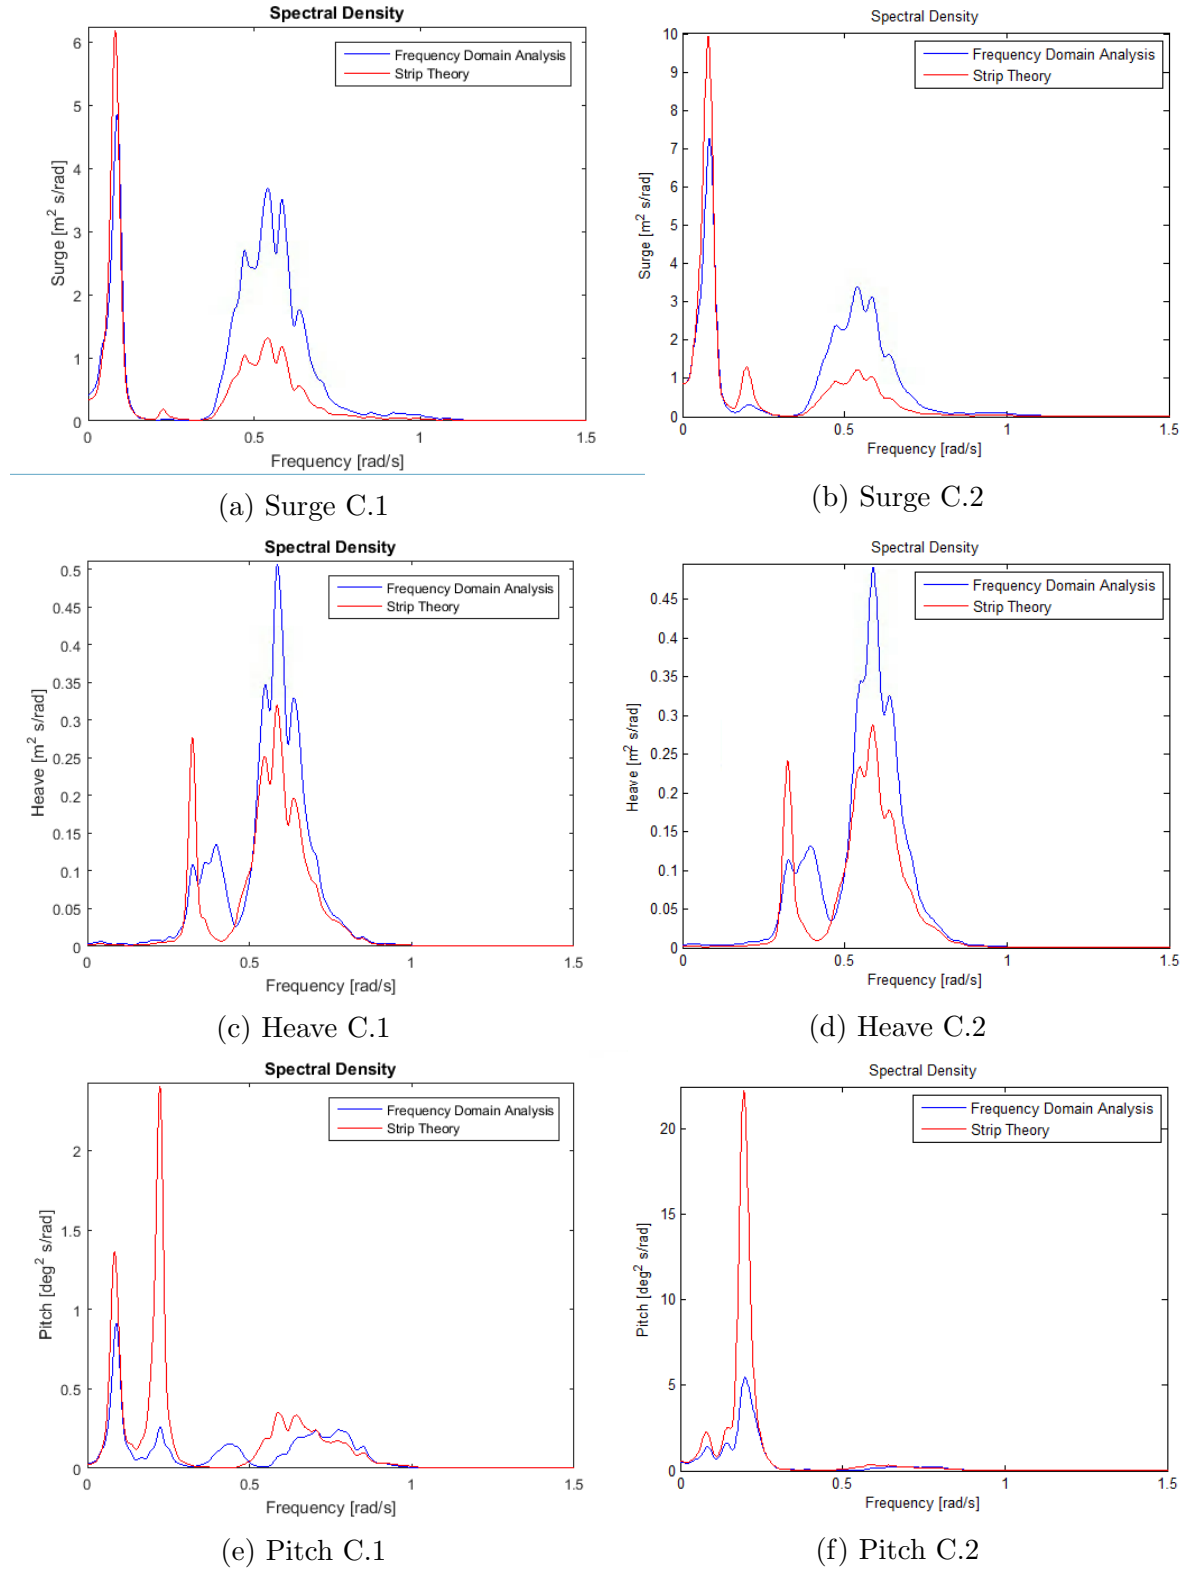 Spectral Density
Frequency Domain Analysis
Strip Theory
Surge [m² s/rad]
6
5
4
3
2
1
0
0 0.5 1 1.5
Frequency [rad/s]
(a) Surge C.1
Spectral Density
Frequency Domain Analysis
Strip Theory
Surge [m² s/rad]
10
9
8
7
6
5
4
3
2
1
0
0 0.5 1 1.5
Frequency [rad/s]
(b) Surge C.2
Spectral Density
Frequency Domain Analysis
Strip Theory
Heave [m² s/rad]
0.5
0.45
0.4
0.35
0.3
0.25
0.2
0.15
0.1
0.05
0
0 0.5 1 1.5
Frequency [rad/s]
(c) Heave C.1
Spectral Density
Frequency Domain Analysis
Strip Theory
Heave [m² s/rad]
0.45
0.4
0.35
0.3
0.25
0.2
0.15
0.1
0.05
0
0 0.5 1 1.5
Frequency [rad/s]
(d) Heave C.2
Spectral Density
Frequency Domain Analysis
Strip Theory
Pitch [deg² s/rad]
2
1.5
1
0.5
0
0 0.5 1 1.5
Frequency [rad/s]
(e) Pitch C.1
Spectral Density
Frequency Domain Analysis
Strip Theory
Pitch [deg² s/rad]
20
15
10
5
0
0 0.5 1 1.5
Frequency [rad/s]
(f) Pitch C.2